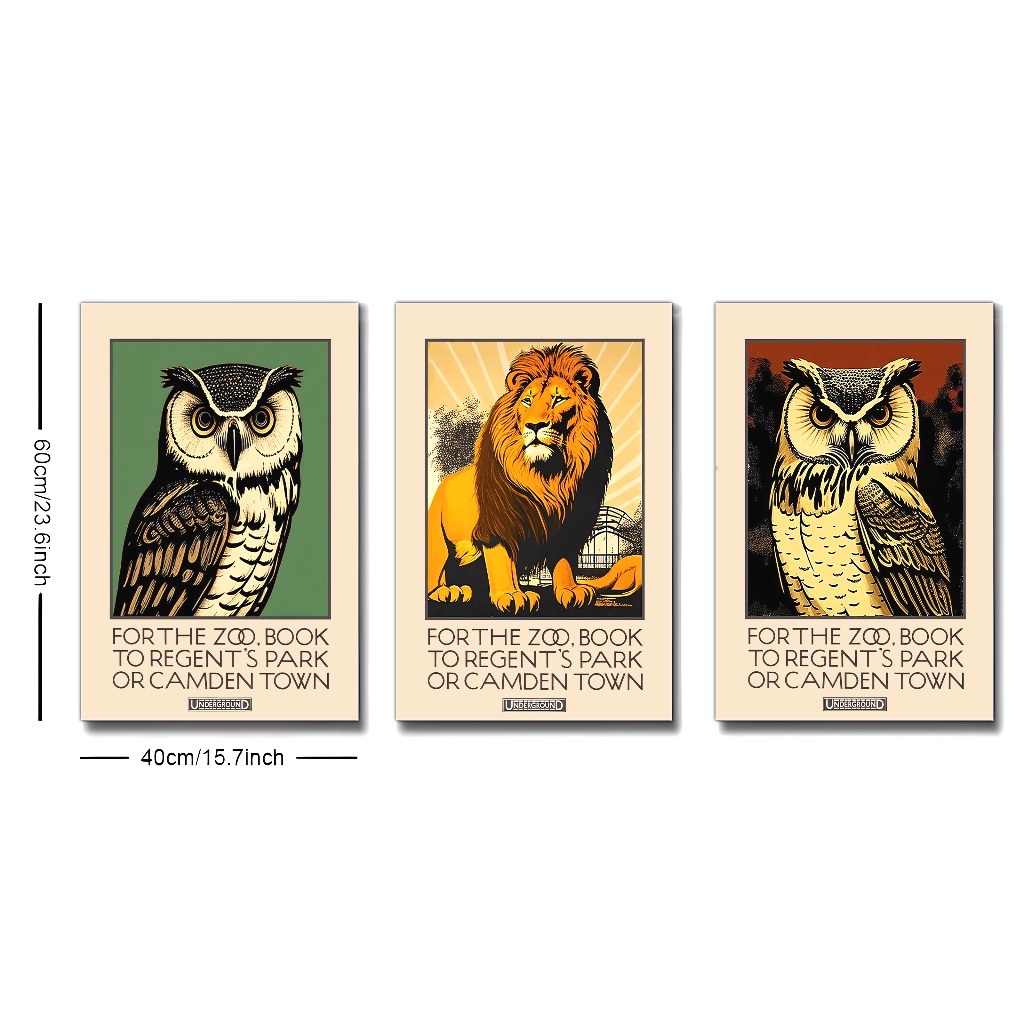 60cm/23.6inch
FOR THE ZOO, BOOK
TO REGENT'S PARK
OR CAMDEN TOWN
UNDERGROUND
FOR THE ZOO, BOOK
TO REGENT'S PARK
OR CAMDEN TOWN
UNDERGROUND
FOR THE ZOO, BOOK
TO REGENT'S PARK
OR CAMDEN TOWN
UNDERGROUND
40cm/15.7inch